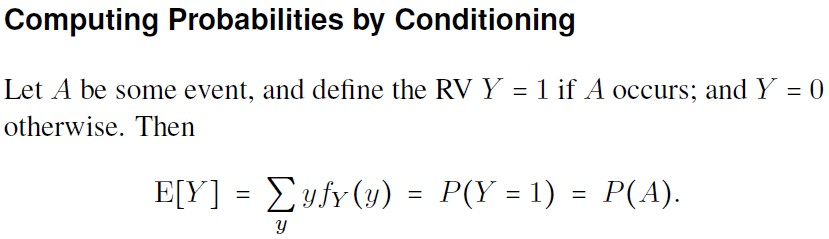 Computing Probabilities by Conditioning
Let A be some event, and define the RV Y = 1 if A occurs; and Y = 0
otherwise. Then
E[Y] = ∑ y f_Y(y) = P(Y = 1) = P(A).
y